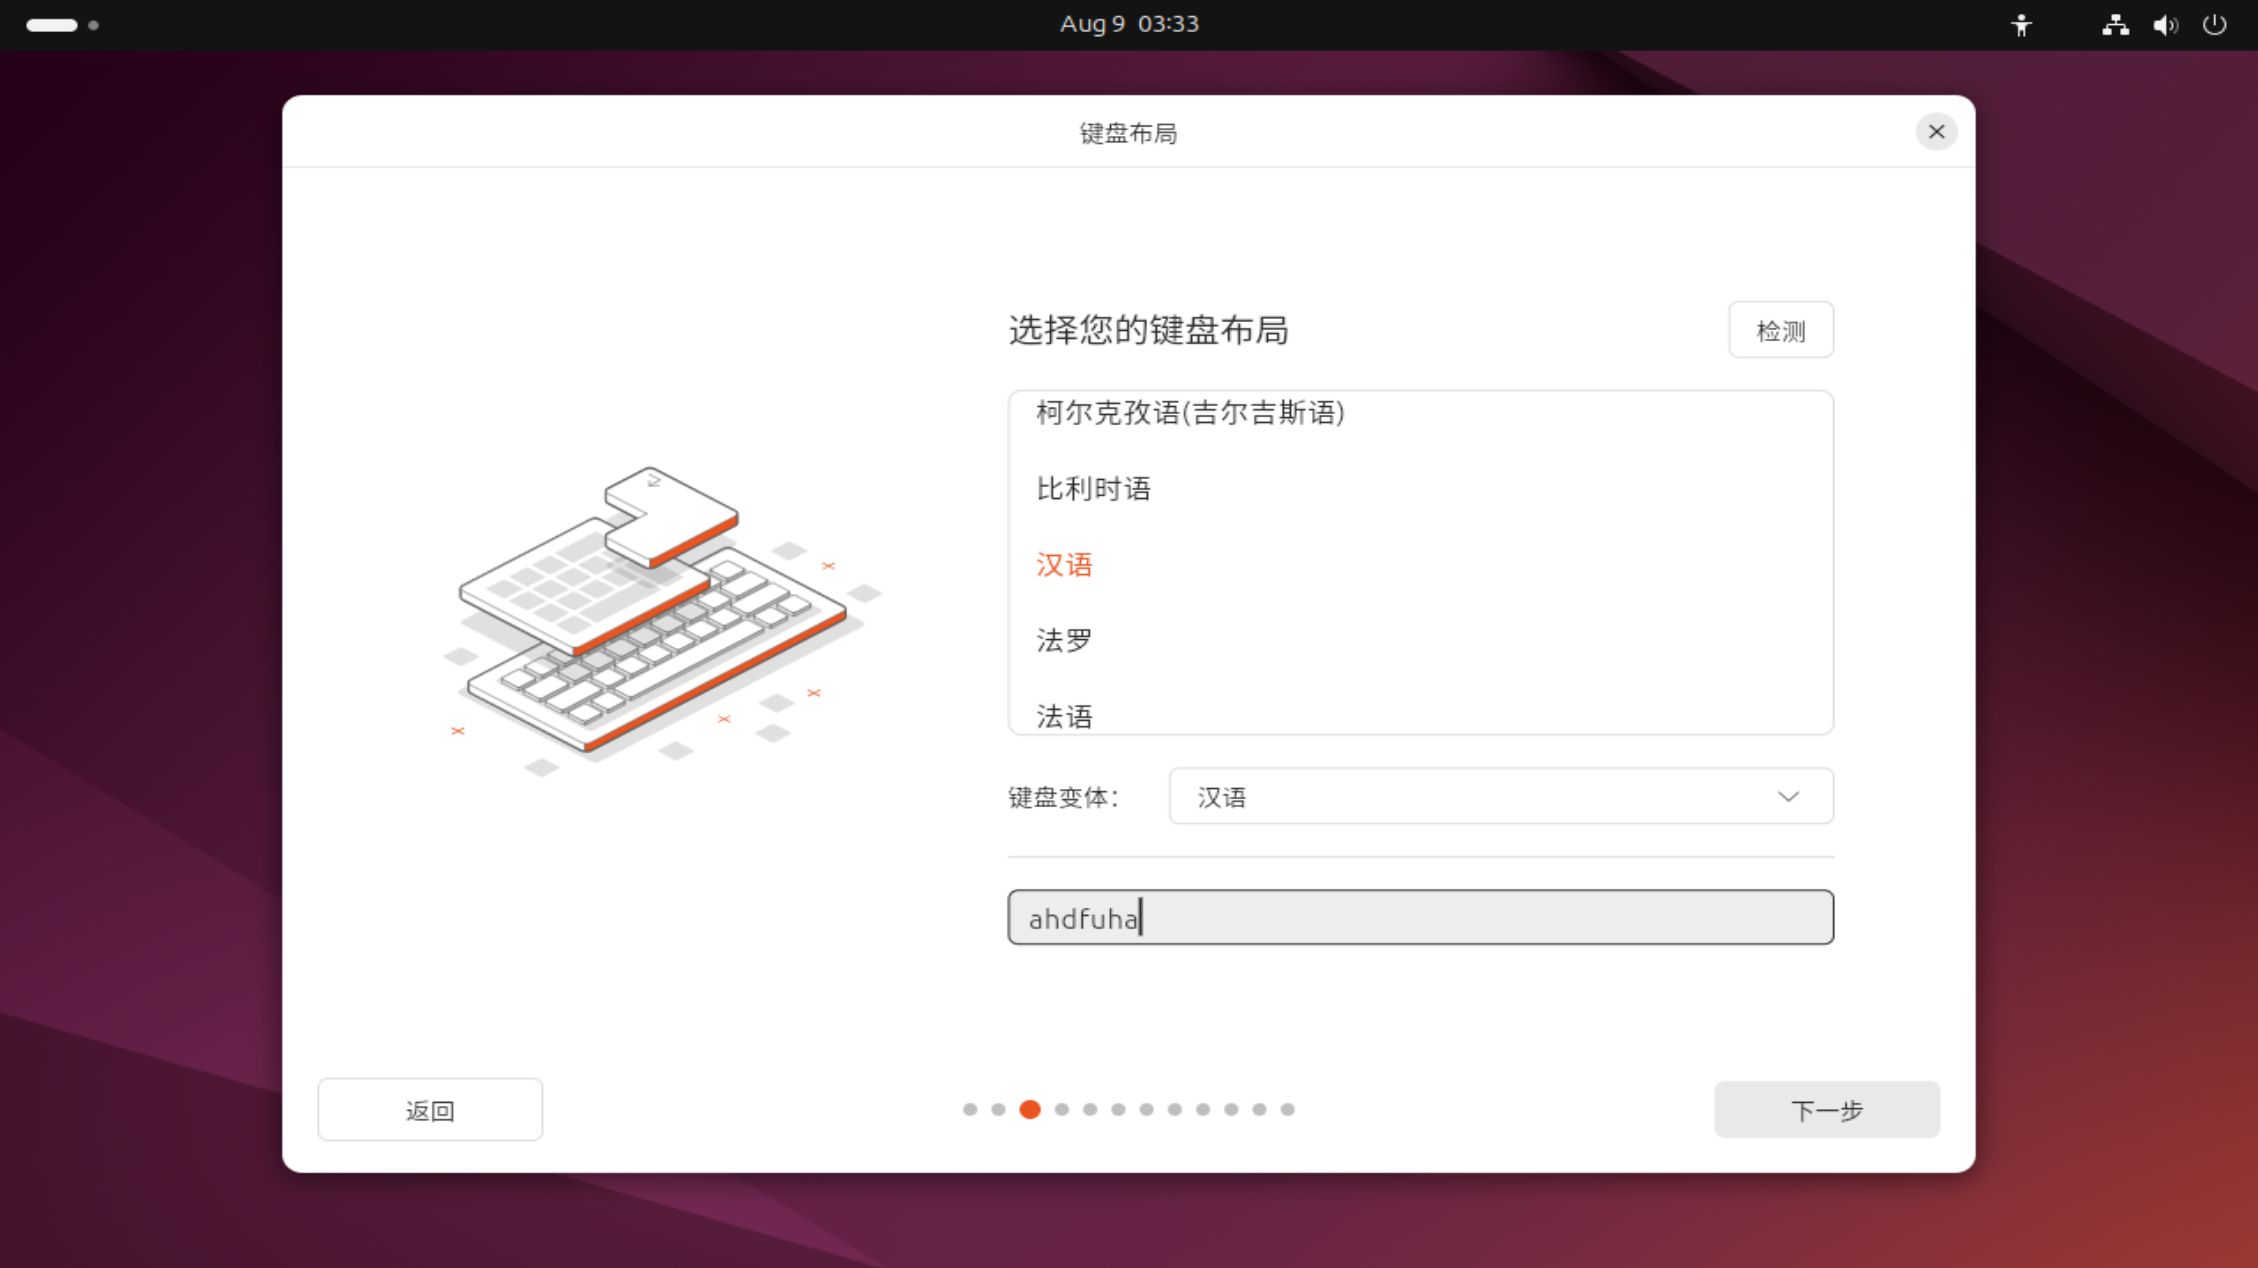 Aug 9 03:33
键盘布局
选择您的键盘布局
检测
柯尔克孜语(吉尔吉斯语)
比利时语
汉语
法罗
法语
键盘变体：
汉语
ahdfuha
返回
下一步